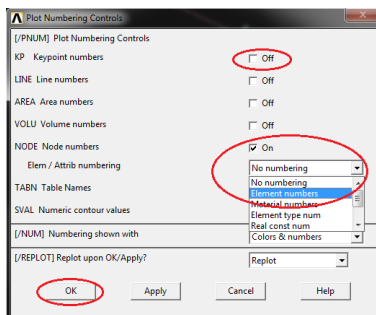 Plot Numbering Controls
[/PNUM] Plot Numbering Controls
KP Keypoint numbers Off
LINE Line numbers Off
AREA Area numbers Off
VOLU Volume numbers Off
NODE Node numbers On
Elem / Attrib numbering No numbering
No numbering
TABN Table Names Element numbers
Material numbers
SVAL Numeric contour values Element type num
Real const num
[/NUM] Numbering shown with Colors & numbers
[/REPLOT] Replot upon OK/Apply? Replot
OK Apply Cancel Help